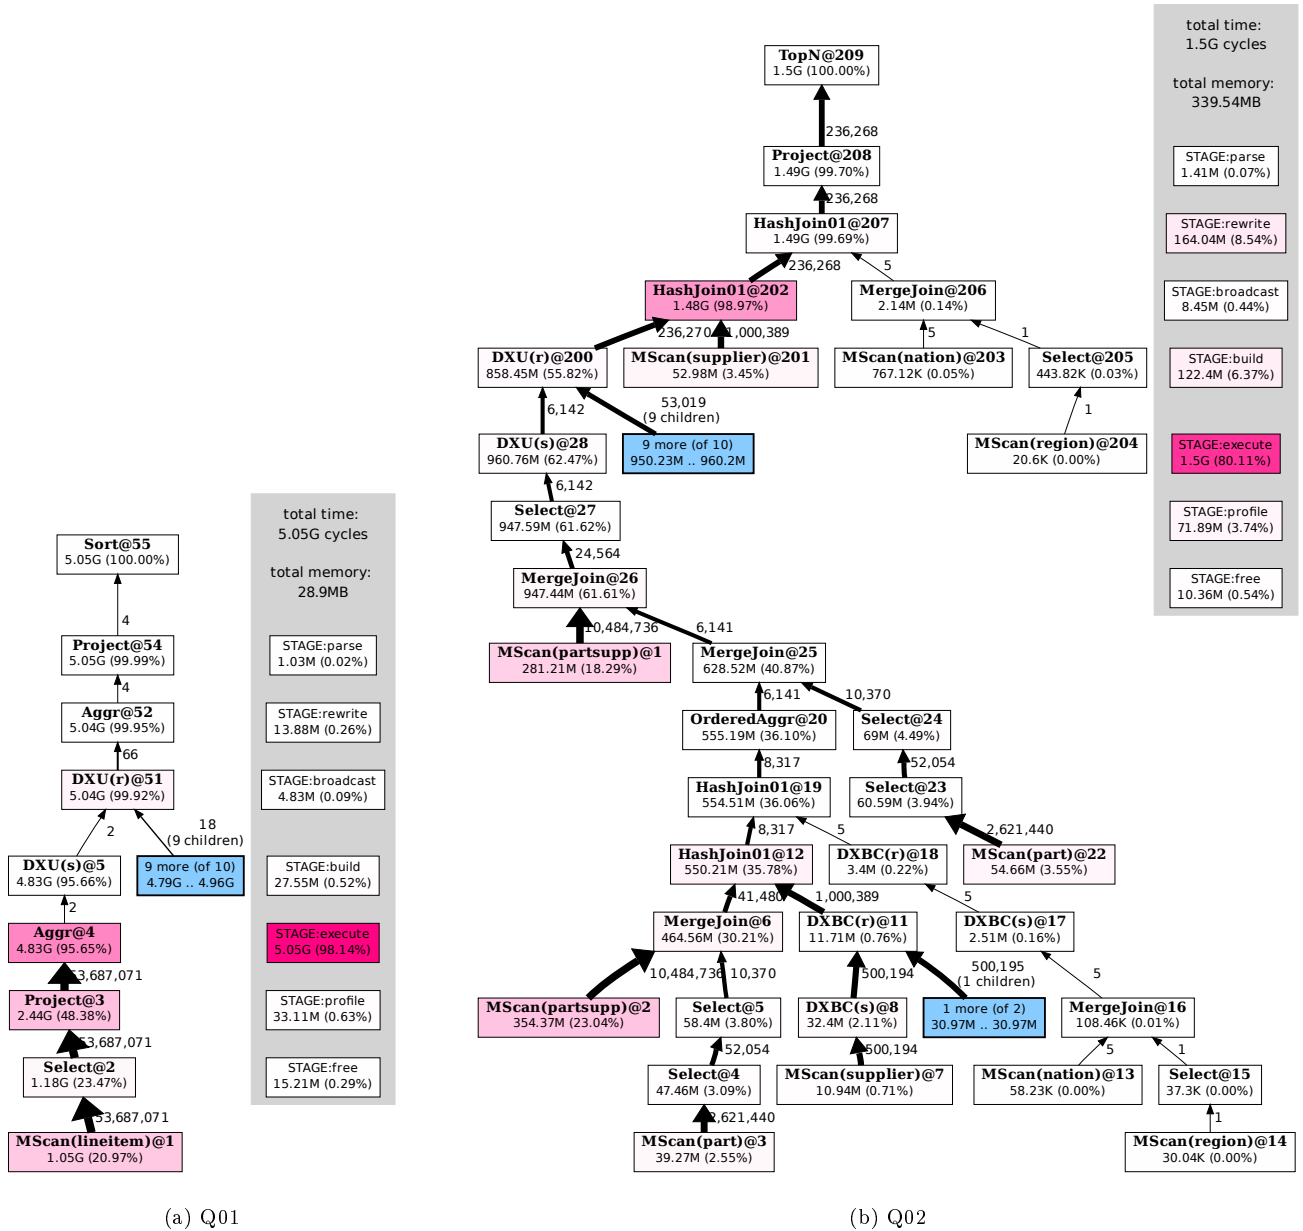 total time:
1.5G cycles
total memory:
339.54MB
STAGE:parse
1.41M (0.07%)
STAGE:rewrite
164.04M (8.54%)
STAGE:broadcast
8.45M (0.44%)
STAGE:build
122.4M (6.37%)
STAGE:execute
1.5G (80.11%)
STAGE:profile
71.89M (3.74%)
STAGE:free
10.36M (0.54%)
TopN@209
1.5G (100.00%)
236,268
Project@208
1.49G (99.70%)
236,268
HashJoin01@207
1.49G (99.69%)
236,268
5
HashJoin01@202
1.48G (98.97%)
MergeJoin@206
2.14M (0.14%)
236,270
1,000,389
5
1
DXU(r)@200
858.45M (55.82%)
MScan(supplier)@201
52.98M (3.45%)
MScan(nation)@203
767.12K (0.05%)
Select@205
443.82K (0.03%)
6,142
53,019
(9 children)
1
DXU(s)@28
960.76M (62.47%)
9 more (of 10)
950.23M .. 960.2M
MScan(region)@204
20.6K (0.00%)
6,142
Select@27
947.59M (61.62%)
24,564
MergeJoin@26
947.44M (61.61%)
10,484,736
6,141
MScan(partsupp)@1
281.21M (18.29%)
MergeJoin@25
628.52M (40.87%)
6,141
10,370
OrderedAggr@20
555.19M (36.10%)
Select@24
69M (4.49%)
8,317
52,054
HashJoin01@19
554.51M (36.06%)
Select@23
60.59M (3.94%)
8,317
5
2,621,440
HashJoin01@12
550.21M (35.78%)
DXBC(r)@18
3.4M (0.22%)
MScan(part)@22
54.66M (3.55%)
41,480
1,000,389
5
MergeJoin@6
464.56M (30.21%)
DXBC(r)@11
11.71M (0.76%)
DXBC(s)@17
2.51M (0.16%)
10,484,736
10,370
500,194
500,195
(1 children)
5
MScan(partsupp)@2
354.37M (23.04%)
Select@5
58.4M (3.80%)
DXBC(s)@8
32.4M (2.11%)
1 more (of 2)
30.97M .. 30.97M
MergeJoin@16
108.46K (0.01%)
52,054
500,194
5
1
Select@4
47.46M (3.09%)
MScan(supplier)@7
10.94M (0.71%)
MScan(nation)@13
58.23K (0.00%)
Select@15
37.3K (0.00%)
2,621,440
1
MScan(part)@3
39.27M (2.55%)
MScan(region)@14
30.04K (0.00%)
total time:
5.05G cycles
total memory:
28.9MB
STAGE:parse
1.03M (0.02%)
STAGE:rewrite
13.88M (0.26%)
STAGE:broadcast
4.83M (0.09%)
STAGE:build
27.55M (0.52%)
STAGE:execute
5.05G (98.14%)
STAGE:profile
33.11M (0.63%)
STAGE:free
15.21M (0.29%)
Sort@55
5.05G (100.00%)
4
Project@54
5.05G (99.99%)
4
Aggr@52
5.04G (99.95%)
66
DXU(r)@51
5.04G (99.92%)
2
18
(9 children)
DXU(s)@5
4.83G (95.66%)
9 more (of 10)
4.79G .. 4.96G
2
Aggr@4
4.83G (95.65%)
53,687,071
Project@3
2.44G (48.38%)
53,687,071
Select@2
1.18G (23.47%)
53,687,071
MScan(lineitem)@1
1.05G (20.97%)
(a) Q01
(b) Q02